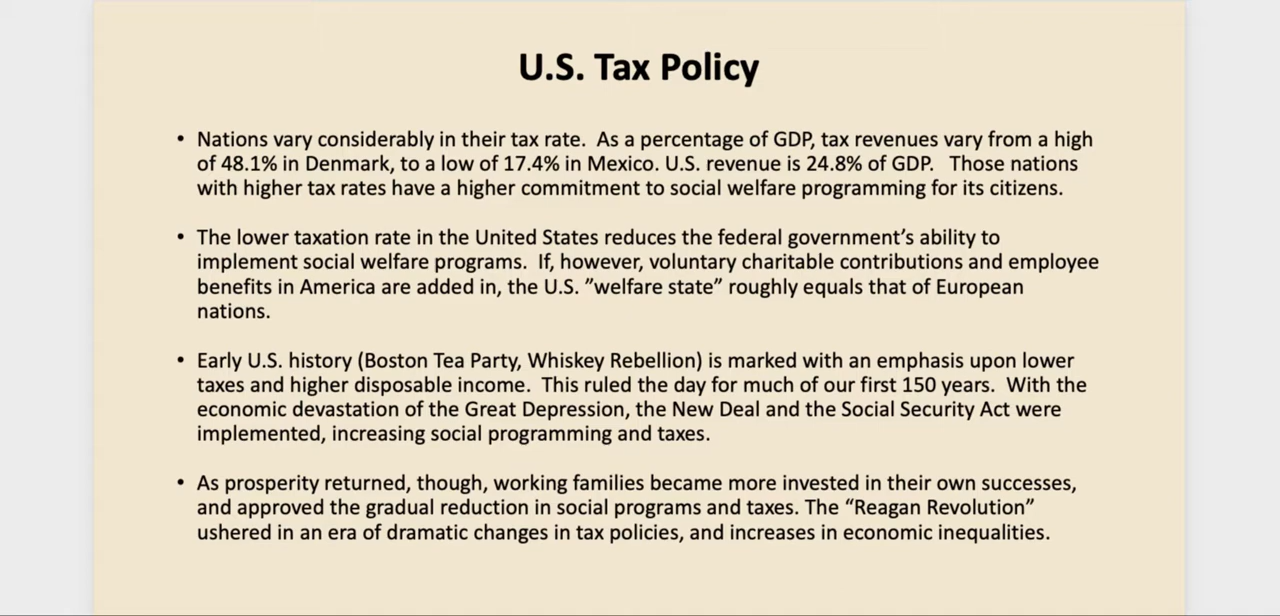 U.S. Tax Policy
• Nations vary considerably in their tax rate.  As a percentage of GDP, tax revenues vary from a high
of 48.1% in Denmark, to a low of 17.4% in Mexico. U.S. revenue is 24.8% of GDP.   Those nations
with higher tax rates have a higher commitment to social welfare programming for its citizens.
• The lower taxation rate in the United States reduces the federal government’s ability to
implement social welfare programs.  If, however, voluntary charitable contributions and employee
benefits in America are added in, the U.S. ”welfare state” roughly equals that of European
nations.
• Early U.S. history (Boston Tea Party, Whiskey Rebellion) is marked with an emphasis upon lower
taxes and higher disposable income.  This ruled the day for much of our first 150 years.  With the
economic devastation of the Great Depression, the New Deal and the Social Security Act were
implemented, increasing social programming and taxes.
• As prosperity returned, though, working families became more invested in their own successes,
and approved the gradual reduction in social programs and taxes. The “Reagan Revolution”
ushered in an era of dramatic changes in tax policies, and increases in economic inequalities.